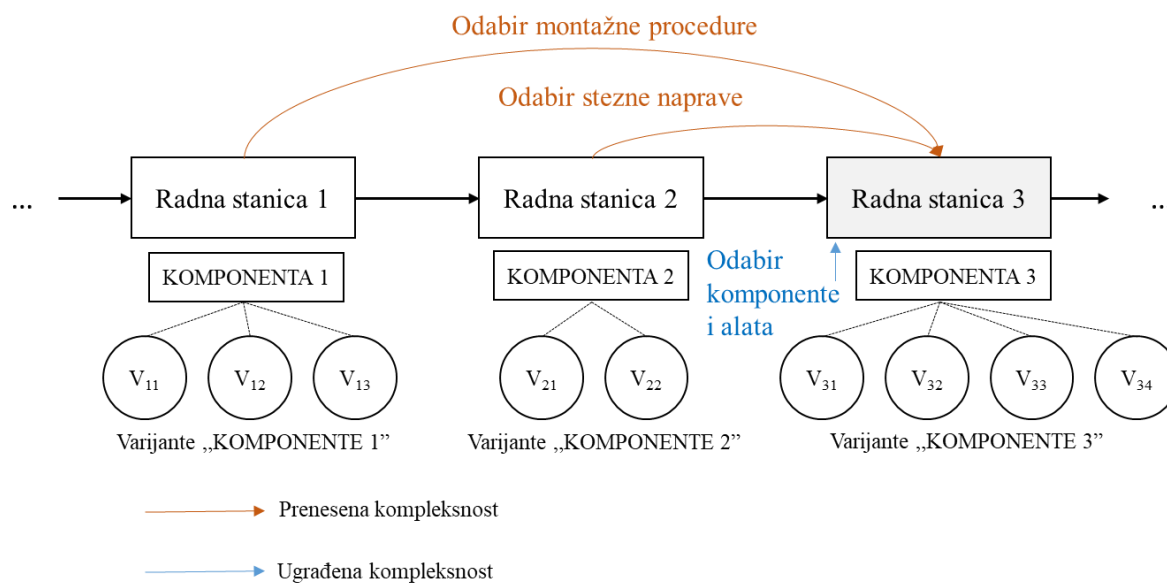 Odabir montažne procedure
Odabir stezne naprave
...
Radna stanica 1
Radna stanica 2
Radna stanica 3
..
KOMPONENTA 1
KOMPONENTA 2
Odabir
komponente
i alata
KOMPONENTA 3
V₁₁
V₁₂
V₁₃
V₂₁
V₂₂
V₃₁
V₃₂
V₃₃
V₃₄
Varijante „KOMPONENTE 1”
Varijante „KOMPONENTE 2”
Varijante „KOMPONENTE 3”
Prenesena kompleksnost
Ugrađena kompleksnost